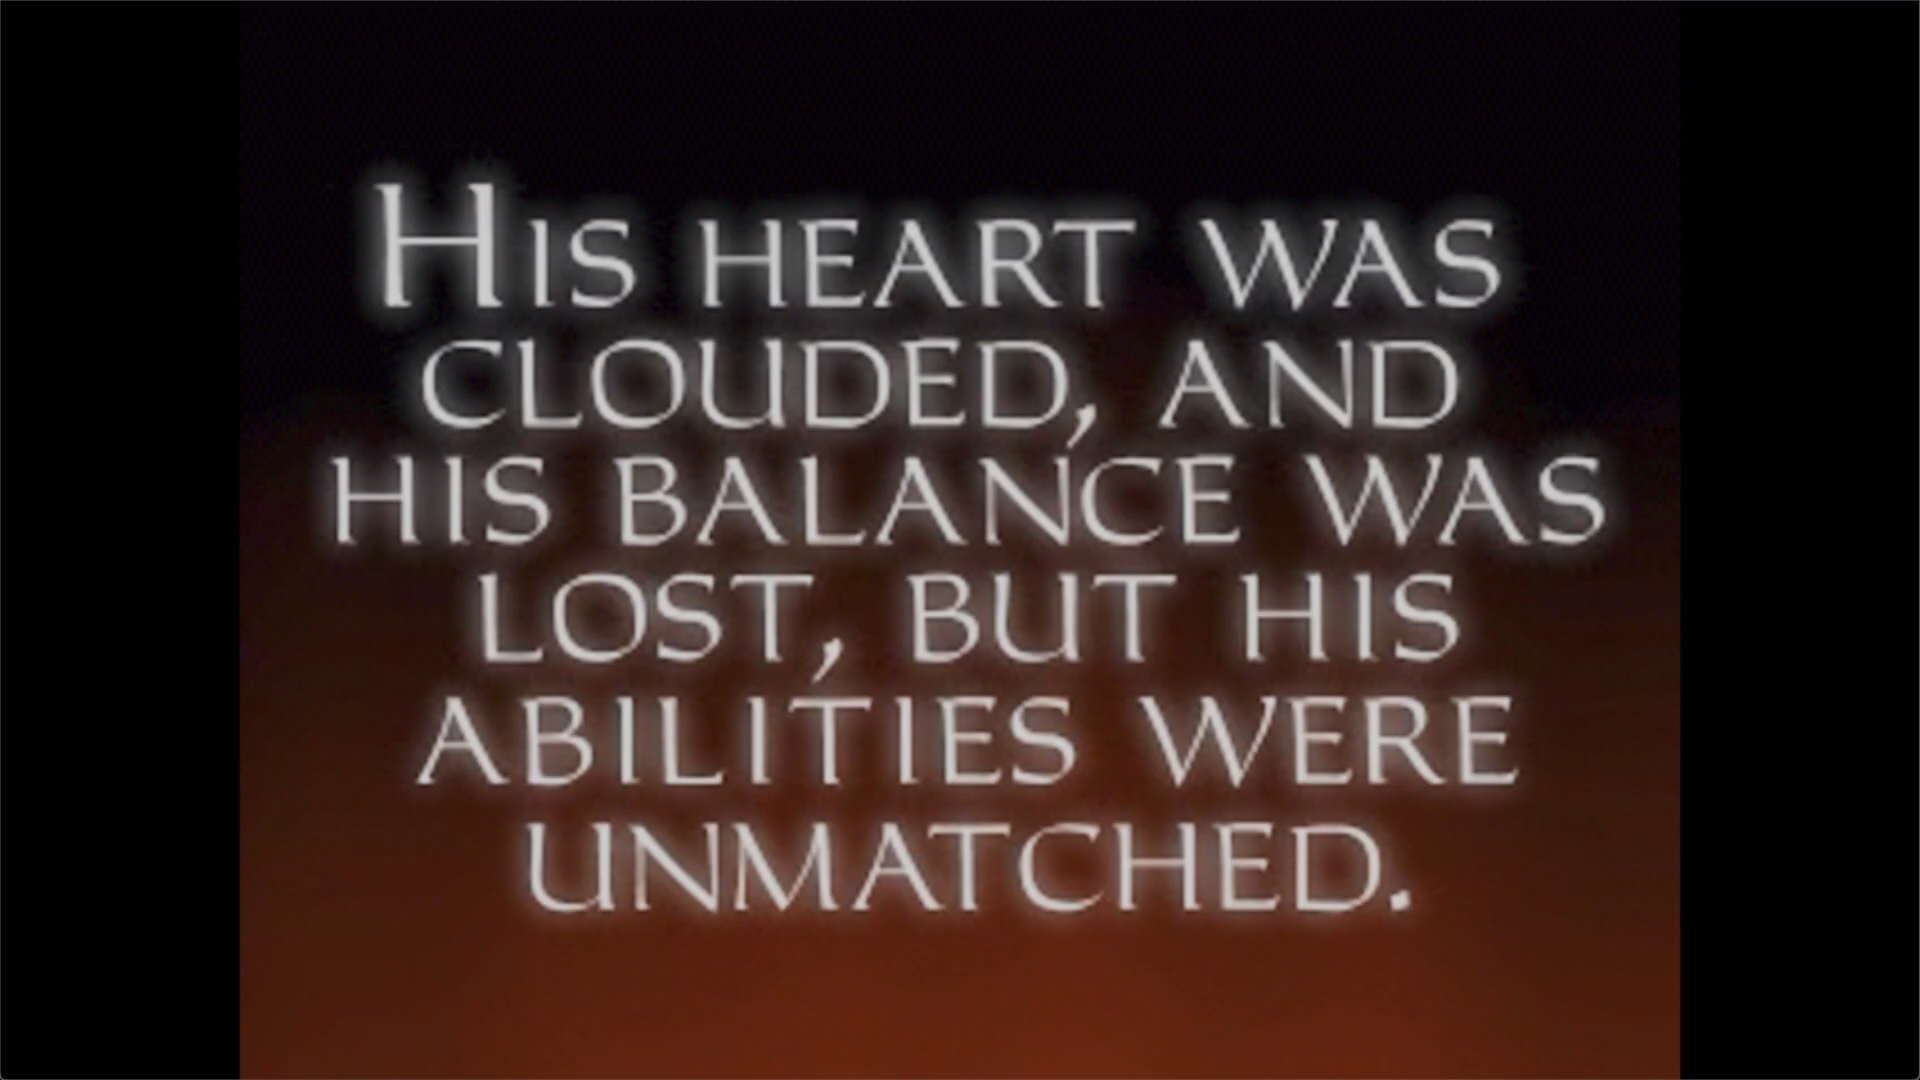 HIS HEART WAS
CLOUDED, AND
HIS BALANCE WAS
LOST, BUT HIS
ABILITIES WERE
UNMATCHED.